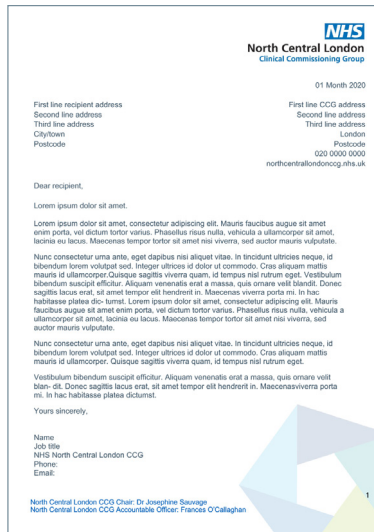 NHS
North Central London
Clinical Commissioning Group
01 Month 2020
First line recipient address
Second line address
Third line address
City/town
Postcode
First line CCG address
Second line address
Third line address
London
Postcode
020 0000 0000
northcentrallondonccg.nhs.uk
Dear recipient,
Lorem ipsum dolor sit amet.
Lorem ipsum dolor sit amet, consectetur adipiscing elit. Mauris faucibus augue sit amet
enim porta, vel dictum tortor varius. Phasellus risus nulla, vehicula a ullamcorper sit amet,
lacinia eu lacus. Maecenas tempor tortor sit amet nisi viverra, sed auctor mauris vulputate.
Nunc consectetur urna ante, eget dapibus nisi aliquet vitae. In tincidunt ultricies neque, id
bibendum lorem volutpat sed. Integer ultrices id dolor ut commodo. Cras aliquam mattis
mauris id ullamcorper.Quisque sagittis viverra quam, id tempus nisl rutrum eget. Vestibulum
bibendum suscipit efficitur. Aliquam venenatis erat a massa, quis ornare velit blandit. Donec
sagittis lacus erat, sit amet tempor elit hendrerit in. Maecenas viverra porta mi. In hac
habitasse platea dic- tumst. Lorem ipsum dolor sit amet, consectetur adipiscing elit. Mauris
faucibus augue sit amet enim porta, vel dictum tortor varius. Phasellus risus nulla, vehicula a
ullamcorper sit amet, lacinia eu lacus. Maecenas tempor tortor sit amet nisi viverra, sed
auctor mauris vulputate.
Nunc consectetur urna ante, eget dapibus nisi aliquet vitae. In tincidunt ultricies neque, id
bibendum lorem volutpat sed. Integer ultrices id dolor ut commodo. Cras aliquam mattis
mauris id ullamcorper. Quisque sagittis viverra quam, id tempus nisl rutrum eget.
Vestibulum bibendum suscipit efficitur. Aliquam venenatis erat a massa, quis ornare velit
blan- dit. Donec sagittis lacus erat, sit amet tempor elit hendrerit in. Maecenasviverra porta
mi. In hac habitasse platea dictumst.
Yours sincerely,
Name
Job title
NHS North Central London CCG
Phone:
Email:
1
North Central London CCG Chair: Dr Josephine Sauvage
North Central London CCG Accountable Officer: Frances O'Callaghan